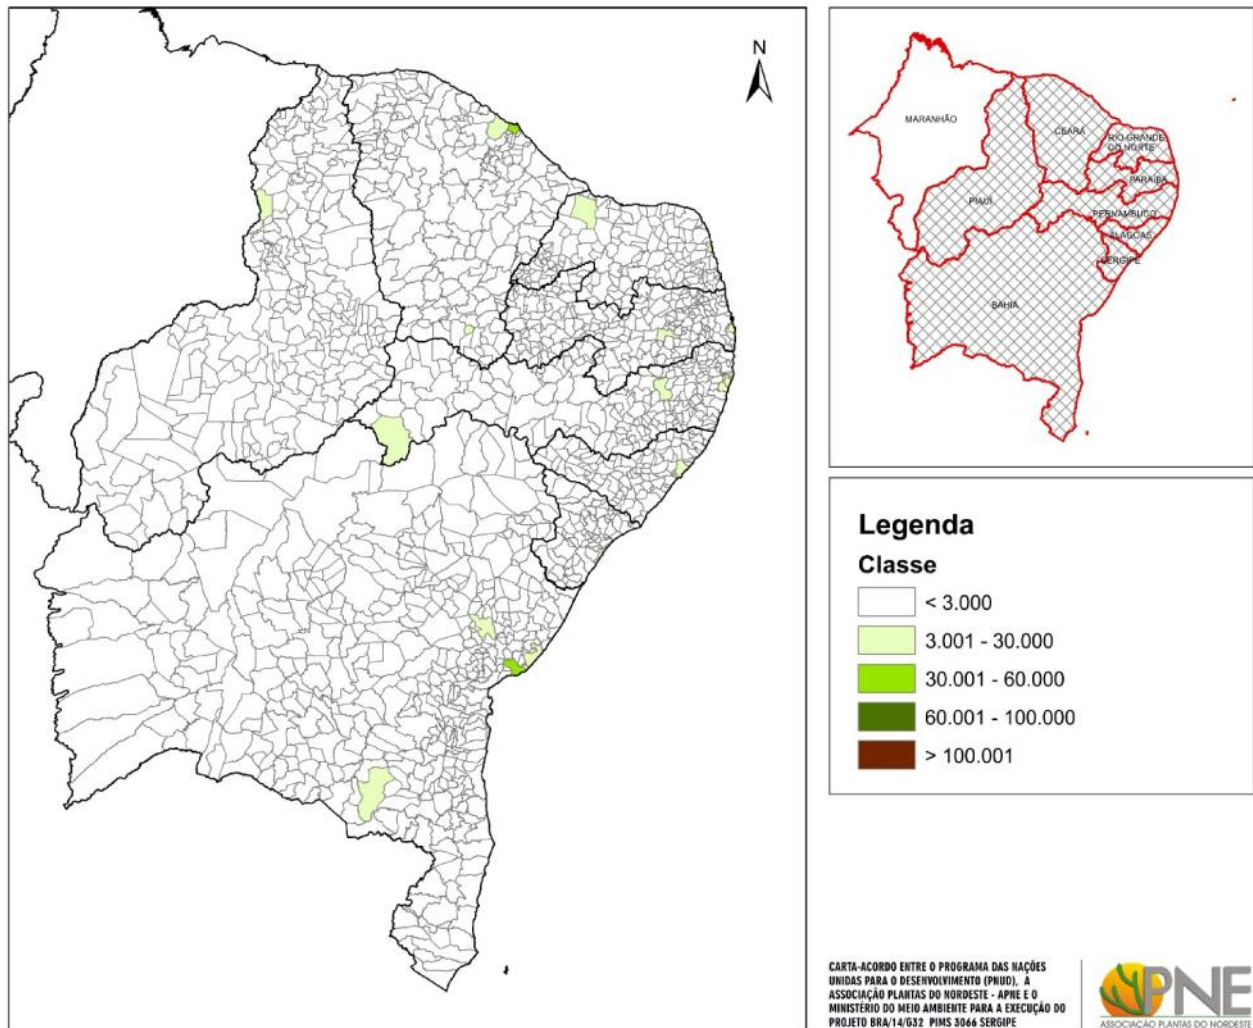 N
MARANHÃO
CEARÁ
RIO GRANDE
DO NORTE
PARAÍBA
PIAUÍ
PERNAMBUCO
ALAGOAS
SERGIPE
BAHIA
Legenda
Classe
< 3.000
3.001 - 30.000
30.001 - 60.000
60.001 - 100.000
> 100.001
CARTA-ACORDO ENTRE O PROGRAMA DAS NAÇÕES
UNIDAS PARA O DESENVOLVIMENTO (PNUD), A
ASSOCIAÇÃO PLANTAS DO NORDESTE - APNE E O
MINISTÉRIO DO MEIO AMBIENTE PARA A EXECUÇÃO DO
PROJETO BRA/14/G32 PIMS 3066 SERGIPE
PNE
ASSOCIAÇÃO PLANTAS DO NORDESTE